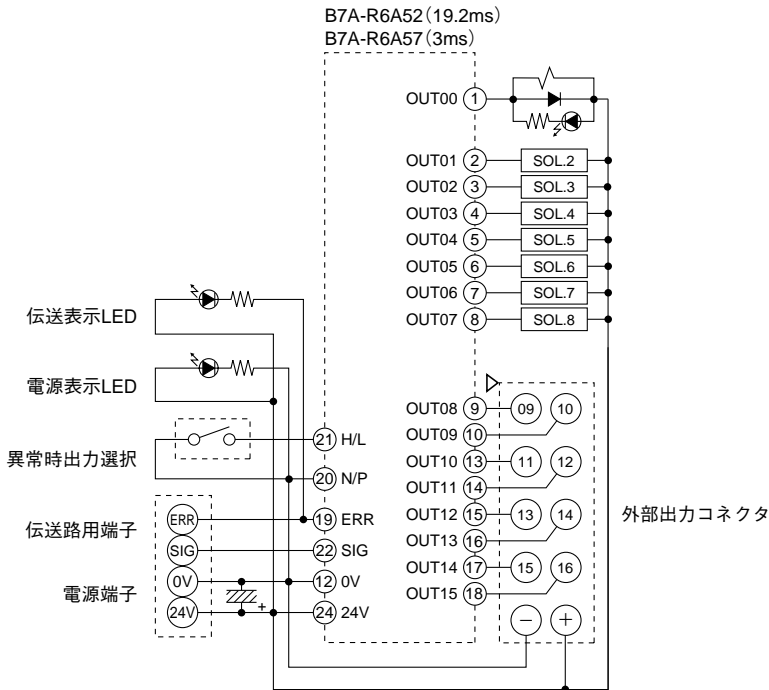 B7A-R6A52(19.2ms)
B7A-R6A57(3ms)
OUT00 1
OUT01 2 SOL.2
OUT02 3 SOL.3
OUT03 4 SOL.4
OUT04 5 SOL.5
OUT05 6 SOL.6
OUT06 7 SOL.7
OUT07 8 SOL.8
伝送表示LED
電源表示LED
異常時出力選択
21 H/L
20 N/P
伝送路用端子
ERR 19 ERR
SIG 22 SIG
電源端子
0V 12 0V
24V + 24 24V
OUT08 9 09 10
OUT09 10
OUT10 13 11 12
OUT11 14
OUT12 15 13 14
OUT13 16
OUT14 17 15 16
OUT15 18
− +
外部出力コネクタ